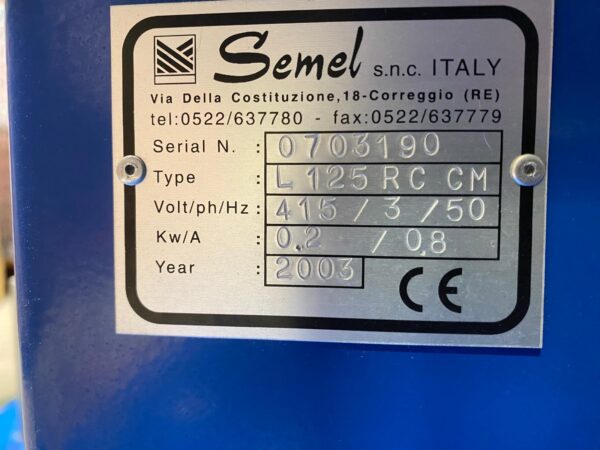 Semel s.n.c. ITALY
Via Della Costituzione,18-Correggio (RE)
tel:0522/637780 - fax:0522/637779
Serial N. : 0703190
Type : L 125 RC CM
Volt/ph/Hz : 415 / 3 / 50
Kw/A : 0.2 / 0.8
Year : 2003
CE